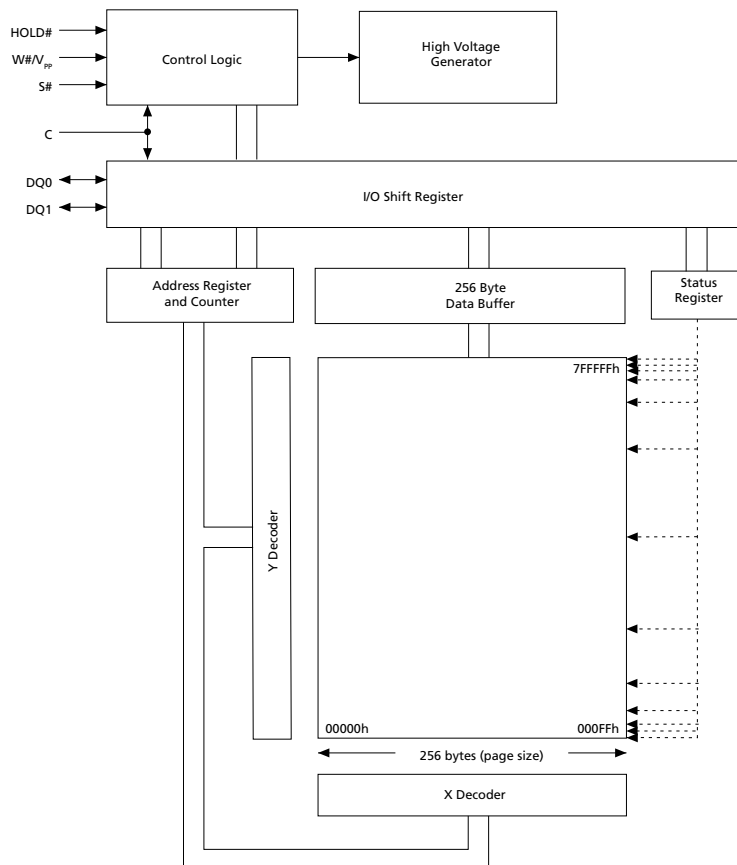 HOLD#
W#/VPP
S#
Control Logic
High Voltage
Generator
C
DQ0
DQ1
I/O Shift Register
Address Register
and Counter
256 Byte
Data Buffer
Status
Register
7FFFFFh
Y Decoder
00000h
000FFh
256 bytes (page size)
X Decoder